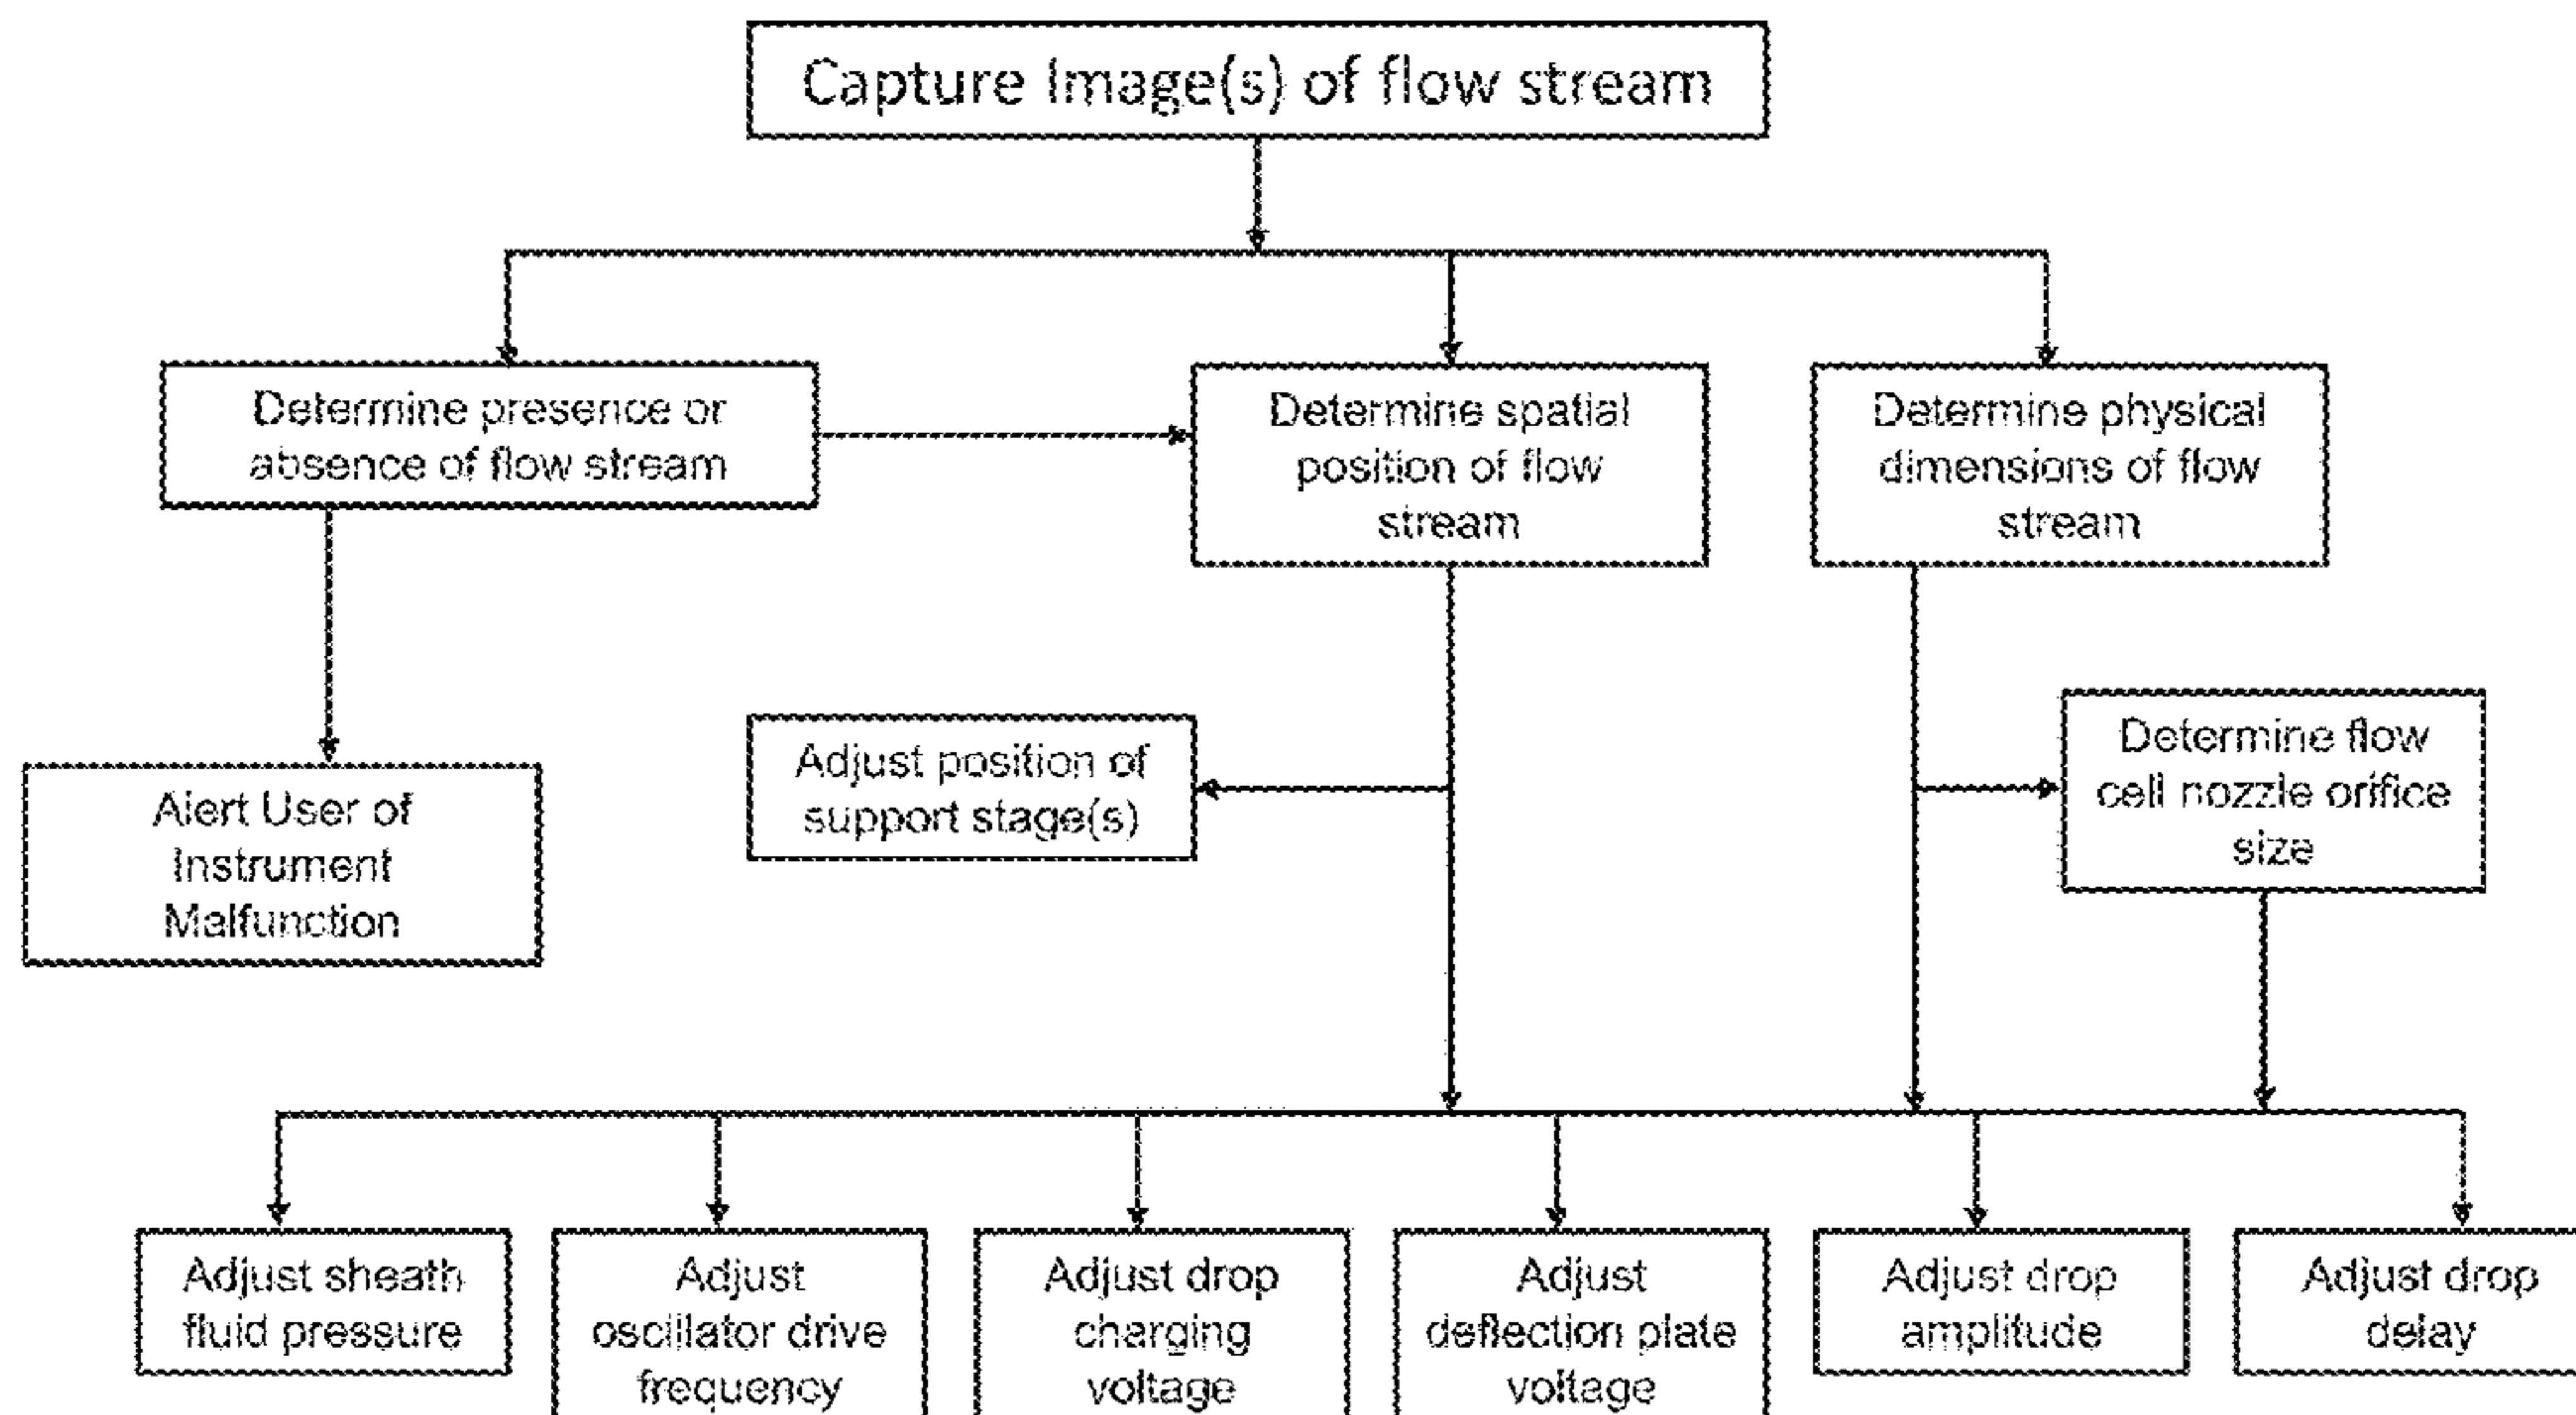 Capture Image(s) of flow stream
Determine presence or
absence of flow stream
Determine spatial
position of flow
stream
Determine physical
dimensions of flow
stream
Alert User of
Instrument
Malfunction
Adjust position of
support stage(s)
Determine flow
cell nozzle orifice
size
Adjust sheath
fluid pressure
Adjust
oscillator drive
frequency
Adjust drop
charging
voltage
Adjust
deflection plate
voltage
Adjust drop
amplitude
Adjust drop
delay